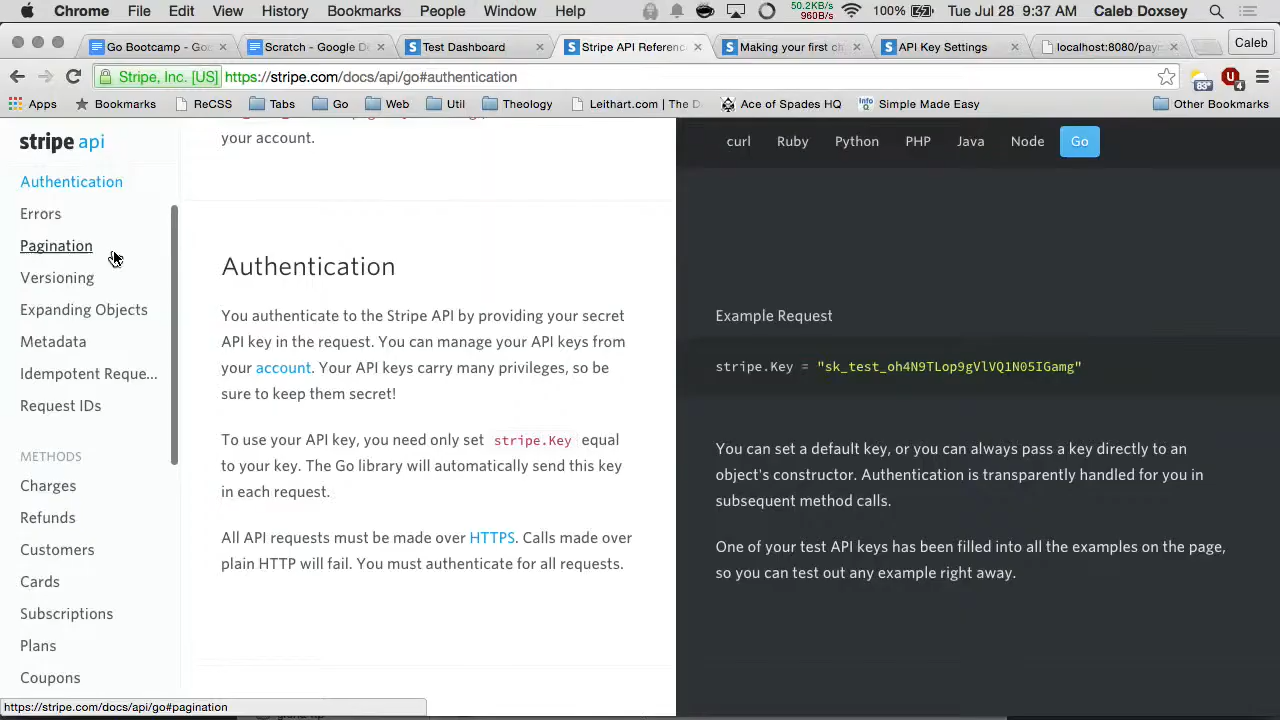 Chrome File Edit View History Bookmarks People Window Help 50.2KB/s 960B/s 100% Tue Jul 28 9:37 AM Caleb Doxsey
Go Bootcamp - Go Scratch - Google D Test Dashboard Stripe API Referenc Making your first ch API Key Settings localhost:8080/paym Caleb
Stripe, Inc. [US] https://stripe.com/docs/api/go#authentication
Apps Bookmarks ReCSS Tabs Go Web Util Theology Leithart.com | The D Ace of Spades HQ Simple Made Easy Other Bookmarks
stripe api
Authentication
Errors
Pagination
Versioning
Expanding Objects
Metadata
Idempotent Reque...
Request IDs
METHODS
Charges
Refunds
Customers
Cards
Subscriptions
Plans
Coupons
your account.
Authentication
You authenticate to the Stripe API by providing your secret
API key in the request. You can manage your API keys from
your account. Your API keys carry many privileges, so be
sure to keep them secret!
To use your API key, you need only set stripe.Key equal
to your key. The Go library will automatically send this key
in each request.
All API requests must be made over HTTPS. Calls made over
plain HTTP will fail. You must authenticate for all requests.
curl Ruby Python PHP Java Node Go
Example Request
stripe.Key = "sk_test_oh4N9TLop9gVlVQ1N05IGamg"
You can set a default key, or you can always pass a key directly to an
object's constructor. Authentication is transparently handled for you in
subsequent method calls.
One of your test API keys has been filled into all the examples on the page,
so you can test out any example right away.
https://stripe.com/docs/api/go#pagination